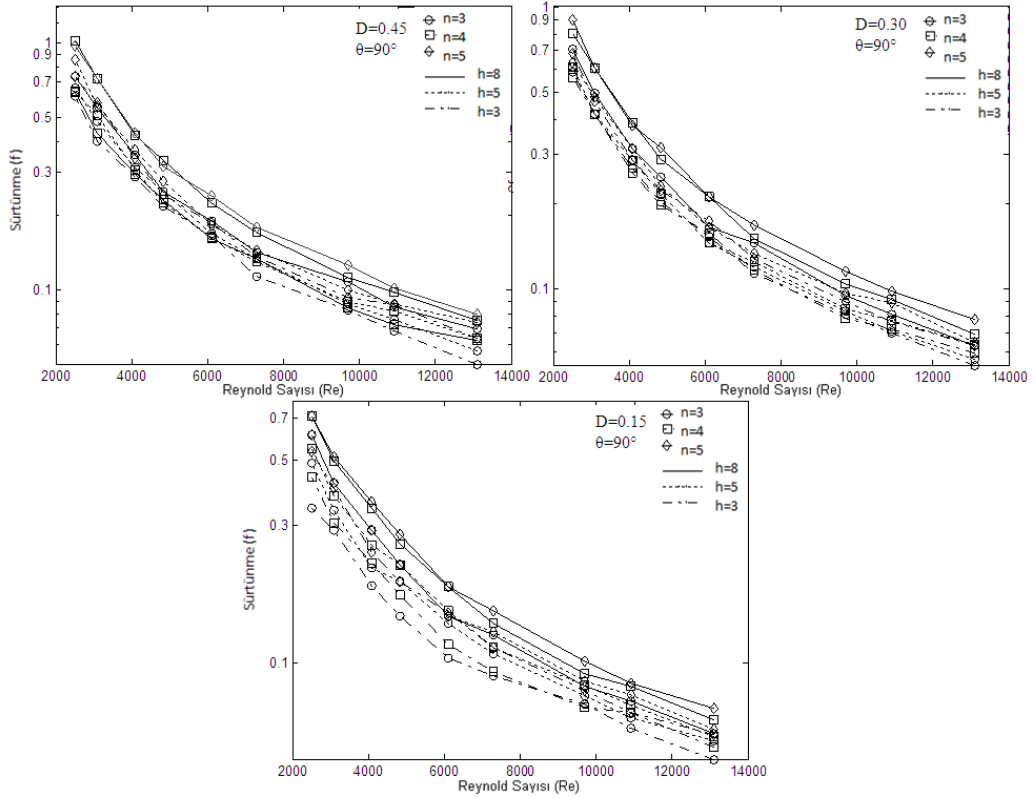 D=0.45
θ=90°
n=3
n=4
n=5
h=8
h=5
h=3
1
0.9
0.7
0.5
0.3
0.1
Sürtünme (f)
2000 4000 6000 8000 10000 12000 14000
Reynold Sayısı (Re)
D=0.30
θ=90°
n=3
n=4
n=5
h=8
h=5
h=3
1
0.9
0.7
0.5
0.3
0.1
2000 4000 6000 8000 10000 12000 14000
Reynold Sayısı (Re)
D=0.15
θ=90°
n=3
n=4
n=5
h=8
h=5
h=3
0.7
0.5
0.3
0.1
Sürtünme (f)
2000 4000 6000 8000 10000 12000 14000
Reynold Sayısı (Re)